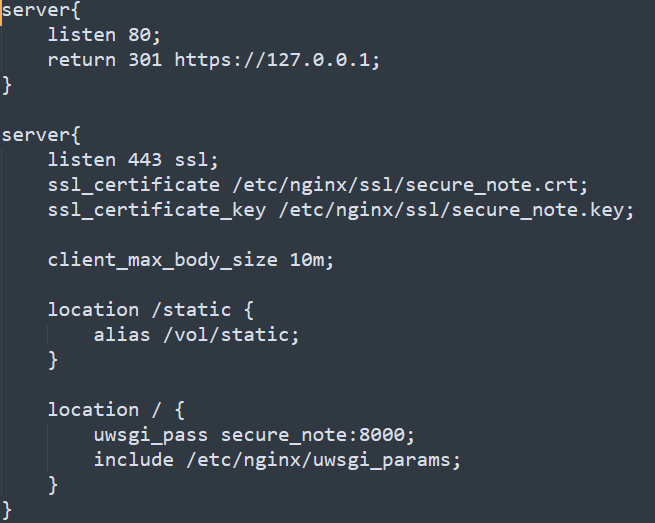 server{
    listen 80;
    return 301 https://127.0.0.1;
}

server{
    listen 443 ssl;
    ssl_certificate /etc/nginx/ssl/secure_note.crt;
    ssl_certificate_key /etc/nginx/ssl/secure_note.key;

    client_max_body_size 10m;

    location /static {
        alias /vol/static;
    }

    location / {
        uwsgi_pass secure_note:8000;
        include /etc/nginx/uwsgi_params;
    }
}